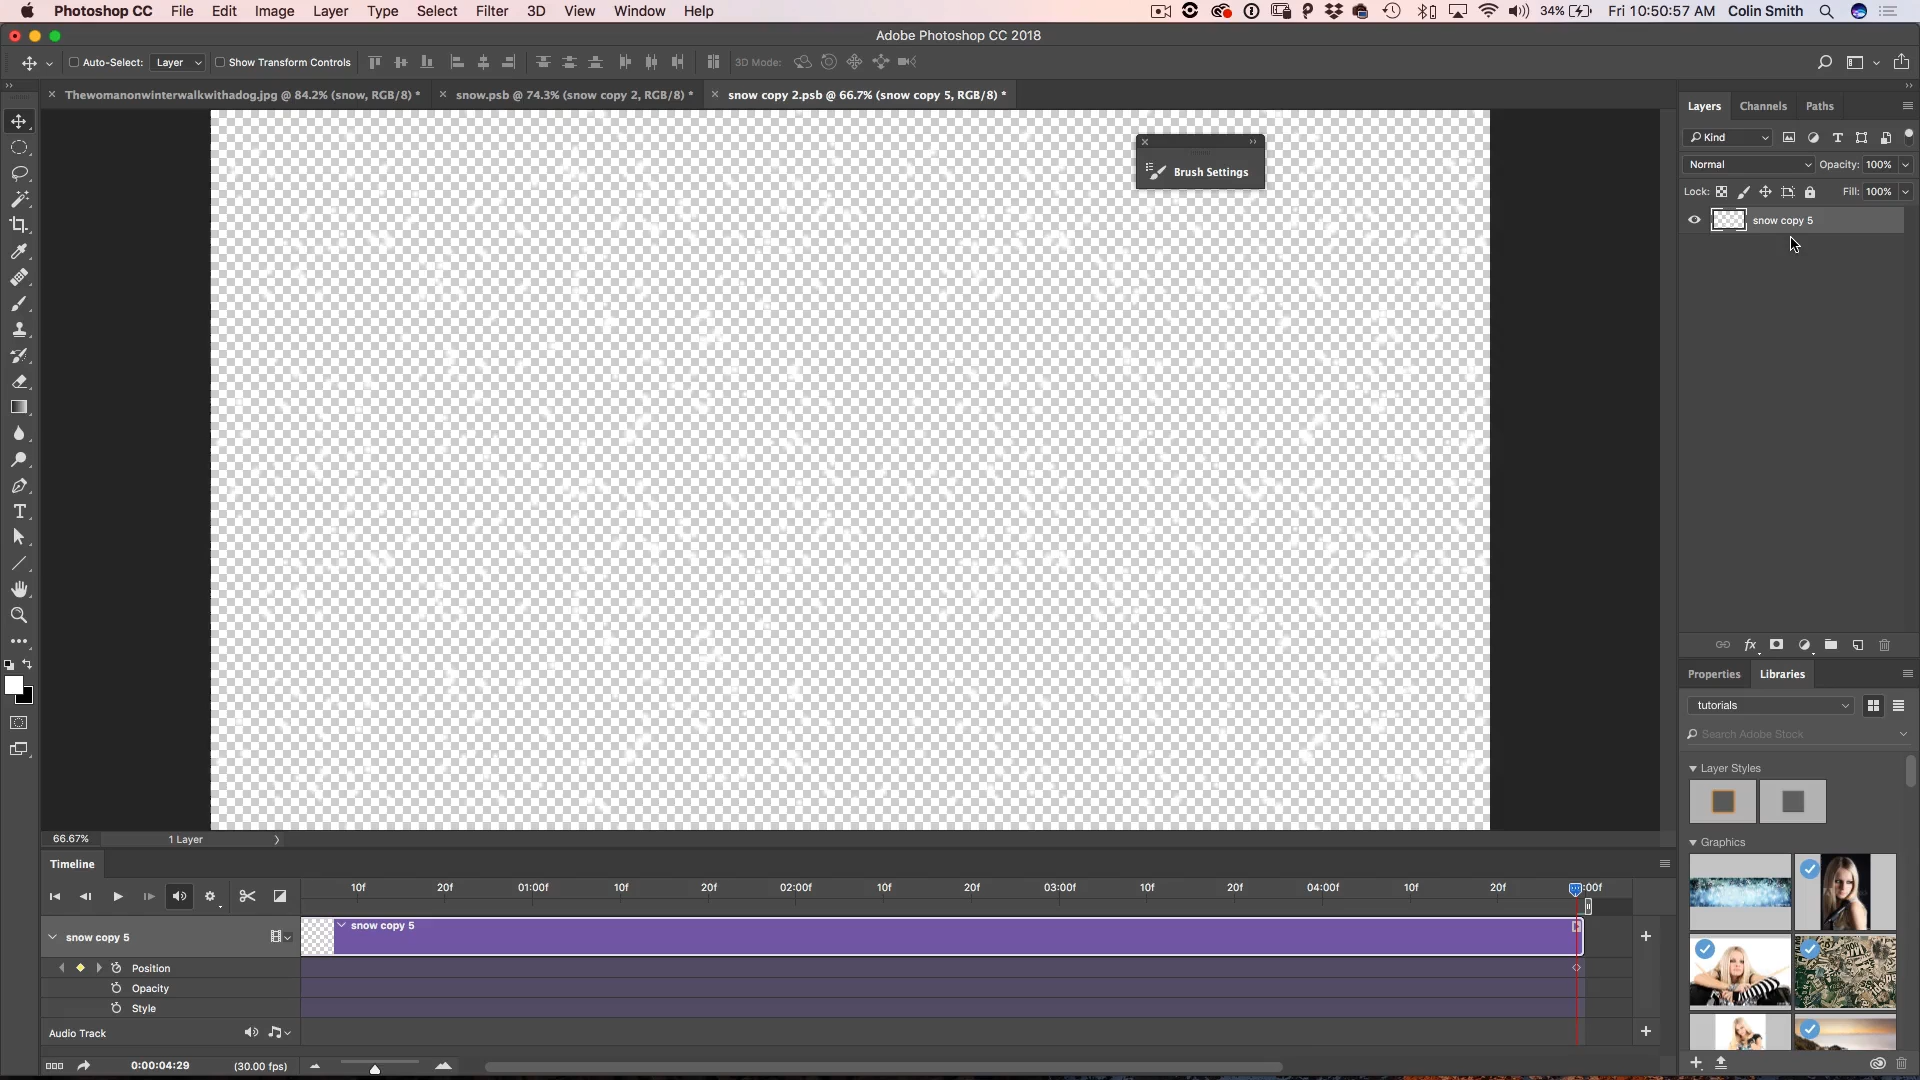 Photoshop CC File Edit Image Layer Type Select Filter 3D View Window Help 34% Fri 10:50:57 AM Colin Smith
Adobe Photoshop CC 2018
Auto-Select: Layer Show Transform Controls 3D Mode:
Thewomanonwinterwalkwithadog.jpg @ 84.2% (snow, RGB/8) * snow.psb @ 74.3% (snow copy 2, RGB/8) * snow copy 2.psb @ 66.7% (snow copy 5, RGB/8) *
Layers Channels Paths
Kind
Normal Opacity: 100%
Brush Settings
Lock: Fill: 100%
snow copy 5
Properties Libraries
tutorials
Search Adobe Stock
Layer Styles
Graphics
66.67% 1 Layer
Timeline
10f 20f 01:00f 10f 20f 02:00f 10f 20f 03:00f 10f 20f 04:00f 10f 20f :00f
snow copy 5 snow copy 5
Position
Opacity
Style
Audio Track
0:00:04:29 (30.00 fps)